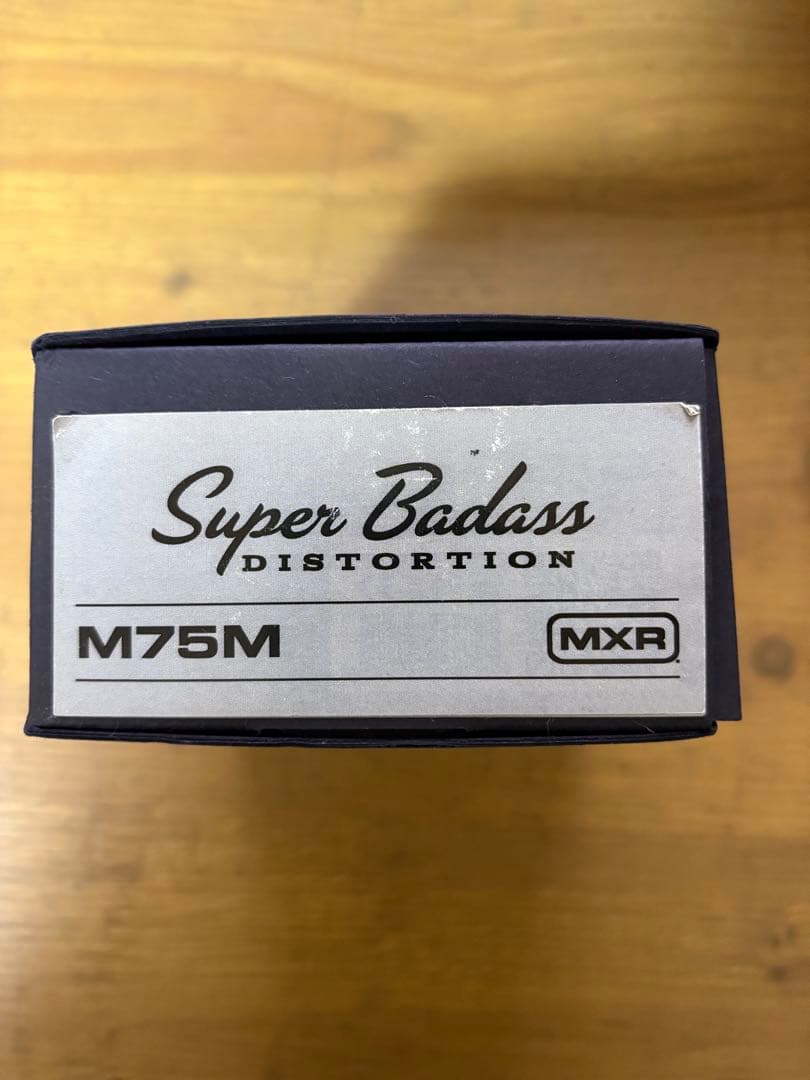 Super Badass
DISTORTION
M75M
MXR